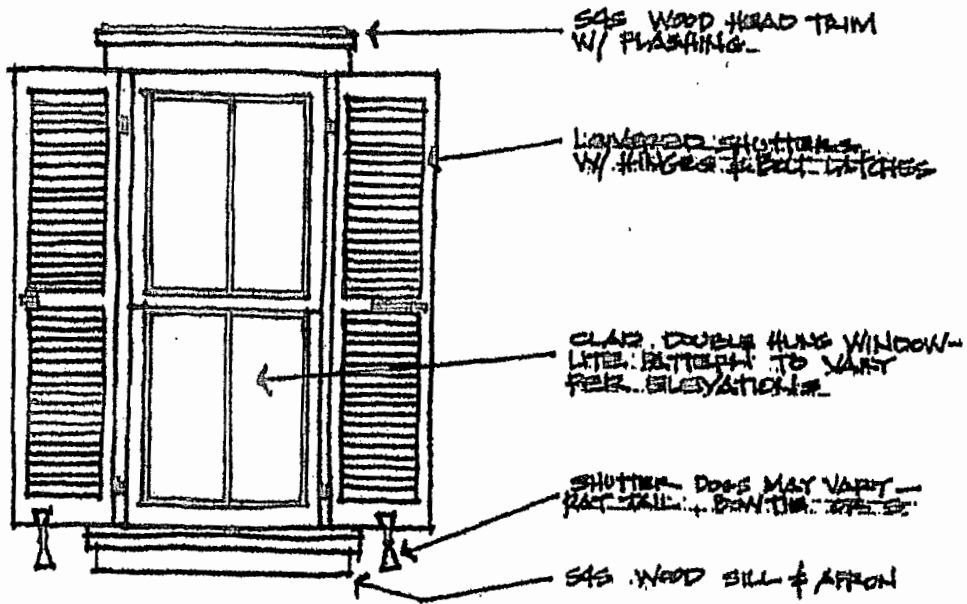 S4S WOOD HEAD TRIM
W/ FLASHING
LOUVERED SHUTTERS
W/ HINGES & BOLT LATCHES
CLAD DOUBLE HUNG WINDOW-
LITE PATTERN TO VARY
PER ELEVATIONS
SHUTTER DOGS MAY VARY -
RAT TAIL, BOW TIE
S4S WOOD SILL & APRON